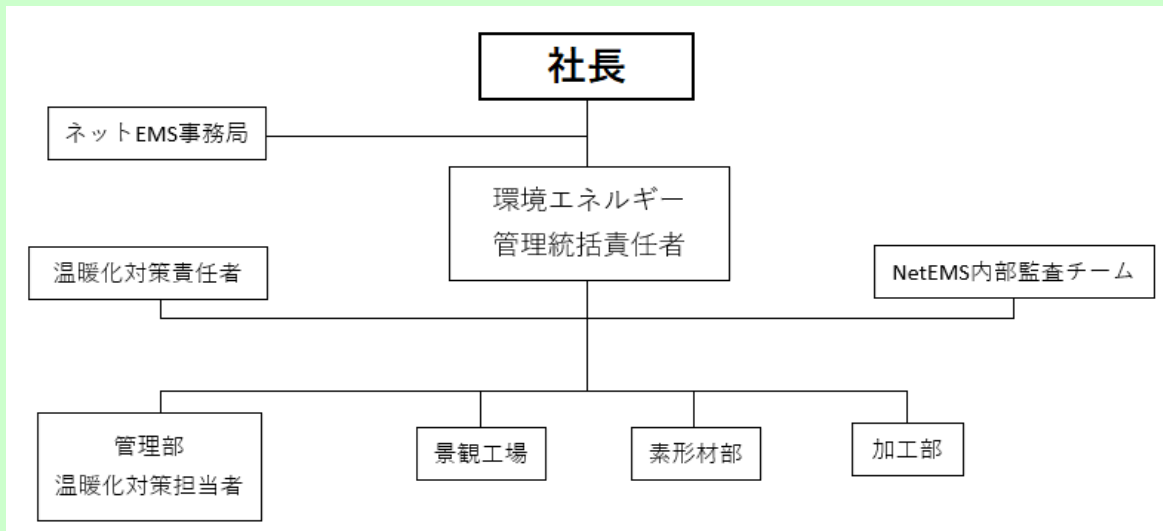 社長
ネットEMS事務局
環境エネルギー
管理統括責任者
温暖化対策責任者
NetEMS内部監査チーム
管理部
温暖化対策担当者
景観工場
素形材部
加工部